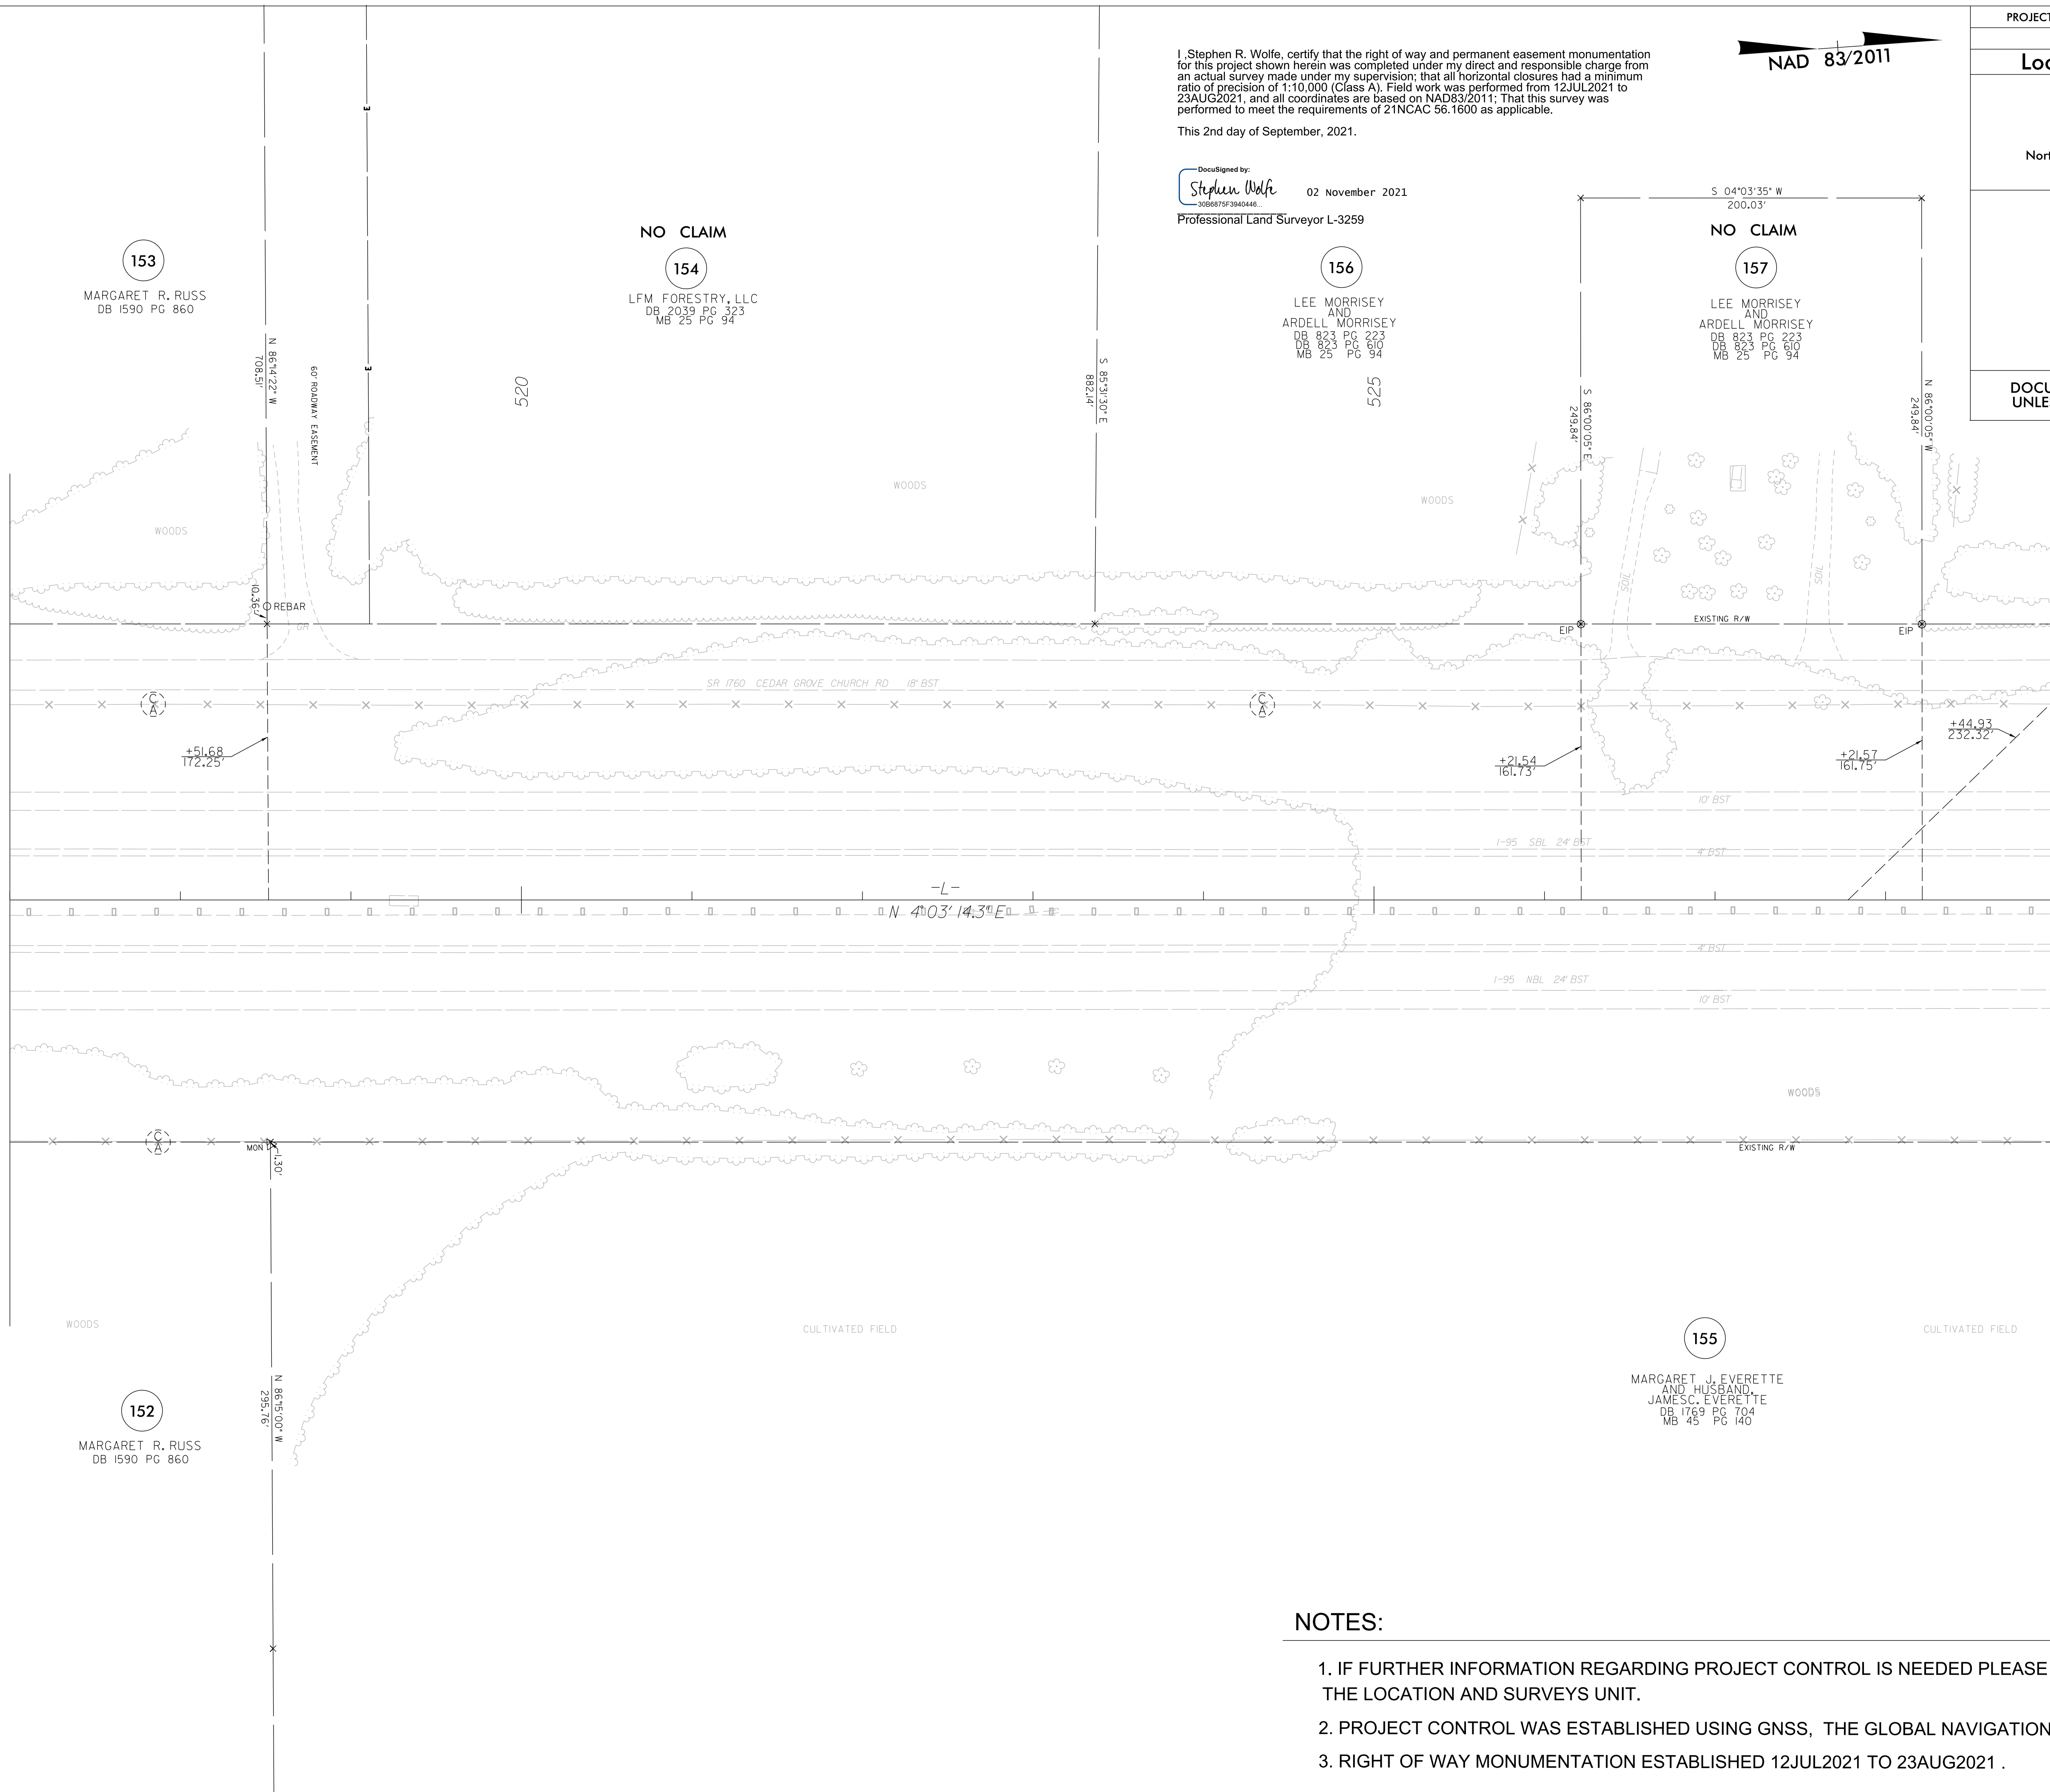 I ,Stephen R. Wolfe, certify that the right of way and permanent easement monumentation
for this project shown herein was completed under my direct and responsible charge from
an actual survey made under my supervision; that all horizontal closures had a minimum
ratio of precision of 1:10,000 (Class A). Field work was performed from 12JUL2021 to
23AUG2021, and all coordinates are based on NAD83/2011; That this survey was
performed to meet the requirements of 21NCAC 56.1600 as applicable.
This 2nd day of September, 2021.
DocuSigned by:
Stephen Wolfe
30B6875F3940446...
02 November 2021
Professional Land Surveyor L-3259
NAD 83/2011
PROJECT
Loc
Nort
DOCU
UNLE
S 04°03'35" W
200.03'
153
MARGARET R. RUSS
DB 1590 PG 860
N 86°14'22" W
708.51'
60' ROADWAY EASEMENT
3
3
NO CLAIM
154
LFM FORESTRY, LLC
DB 2039 PG 323
MB 25 PG 94
520
S 85°31'30" E
882.14'
156
LEE MORRISEY
AND
ARDELL MORRISEY
DB 823 PG 223
DB 823 PG 610
MB 25 PG 94
525
S 86°00'05" E
249.84'
NO CLAIM
157
LEE MORRISEY
AND
ARDELL MORRISEY
DB 823 PG 223
DB 823 PG 610
MB 25 PG 94
N 86°00'05" W
249.84'
WOODS
WOODS
WOODS
SOIL
SOIL
10.36'
REBAR
GR
EIP
EXISTING R/W
EIP
SR 1760 CEDAR GROVE CHURCH RD 18' BST
C
A
C
A
+51.68
172.25'
+21.54
161.73'
+21.57
161.75'
+44.93
232.32'
10' BST
I-95 SBL 24' BST
4' BST
-L-
N 4°03' 14.3" E
4' BST
I-95 NBL 24' BST
10' BST
WOODS
C
A
MON
1.30'
EXISTING R/W
WOODS
CULTIVATED FIELD
155
CULTIVATED FIELD
MARGARET J. EVERETTE
AND HUSBAND,
JAMESC. EVERETTE
DB 1769 PG 704
MB 45 PG 140
152
MARGARET R. RUSS
DB 1590 PG 860
N 86°15'00" W
295.76'
NOTES:
1. IF FURTHER INFORMATION REGARDING PROJECT CONTROL IS NEEDED PLEASE
THE LOCATION AND SURVEYS UNIT.
2. PROJECT CONTROL WAS ESTABLISHED USING GNSS, THE GLOBAL NAVIGATION
3. RIGHT OF WAY MONUMENTATION ESTABLISHED 12JUL2021 TO 23AUG2021 .